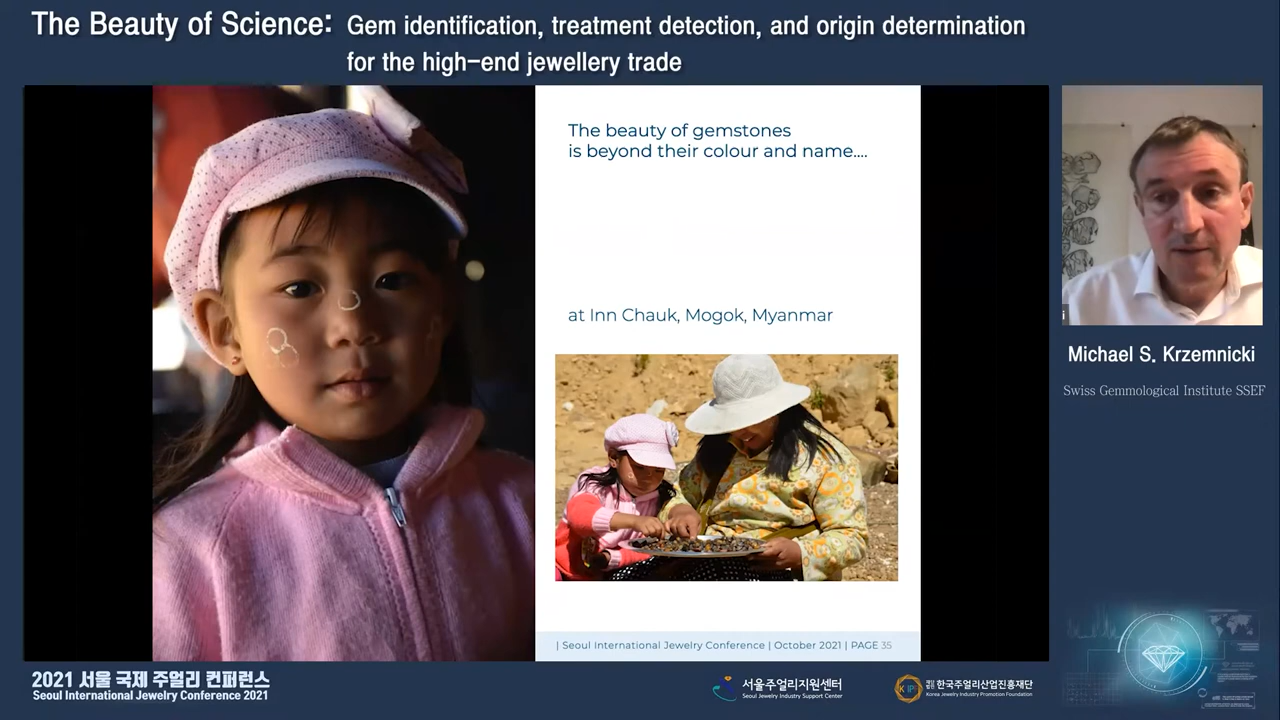 The Beauty of Science:
Gem identification, treatment detection, and origin determination
for the high-end jewellery trade
The beauty of gemstones
is beyond their colour and name....
at Inn Chauk, Mogok, Myanmar
| Seoul International Jewelry Conference | October 2021 | PAGE 35
Michael S. Krzemnicki
Swiss Gemmological Institute SSEF
2021 서울 국제 주얼리 컨퍼런스
Seoul International Jewelry Conference 2021
서울주얼리지원센터
Seoul Jewelry Industry Support Center
한국주얼리산업진흥재단
Korea Jewelry Industry Promotion Foundation